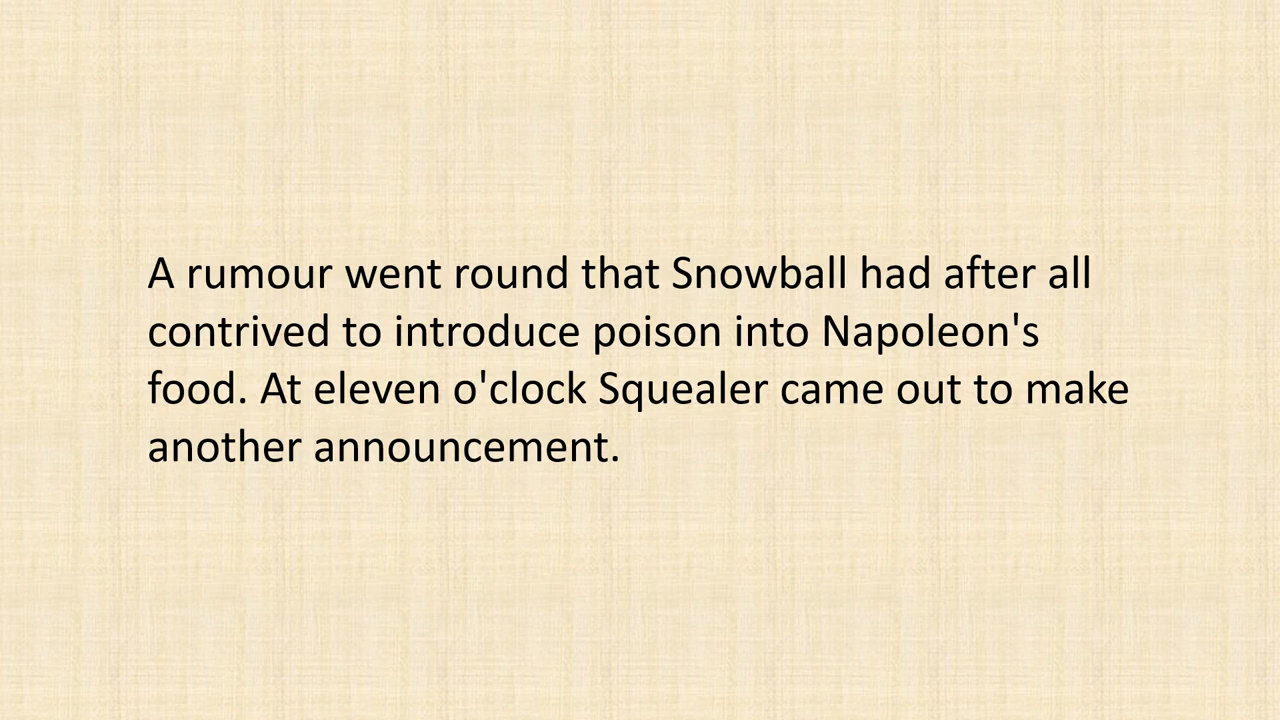 A rumour went round that Snowball had after all
contrived to introduce poison into Napoleon's
food. At eleven o'clock Squealer came out to make
another announcement.